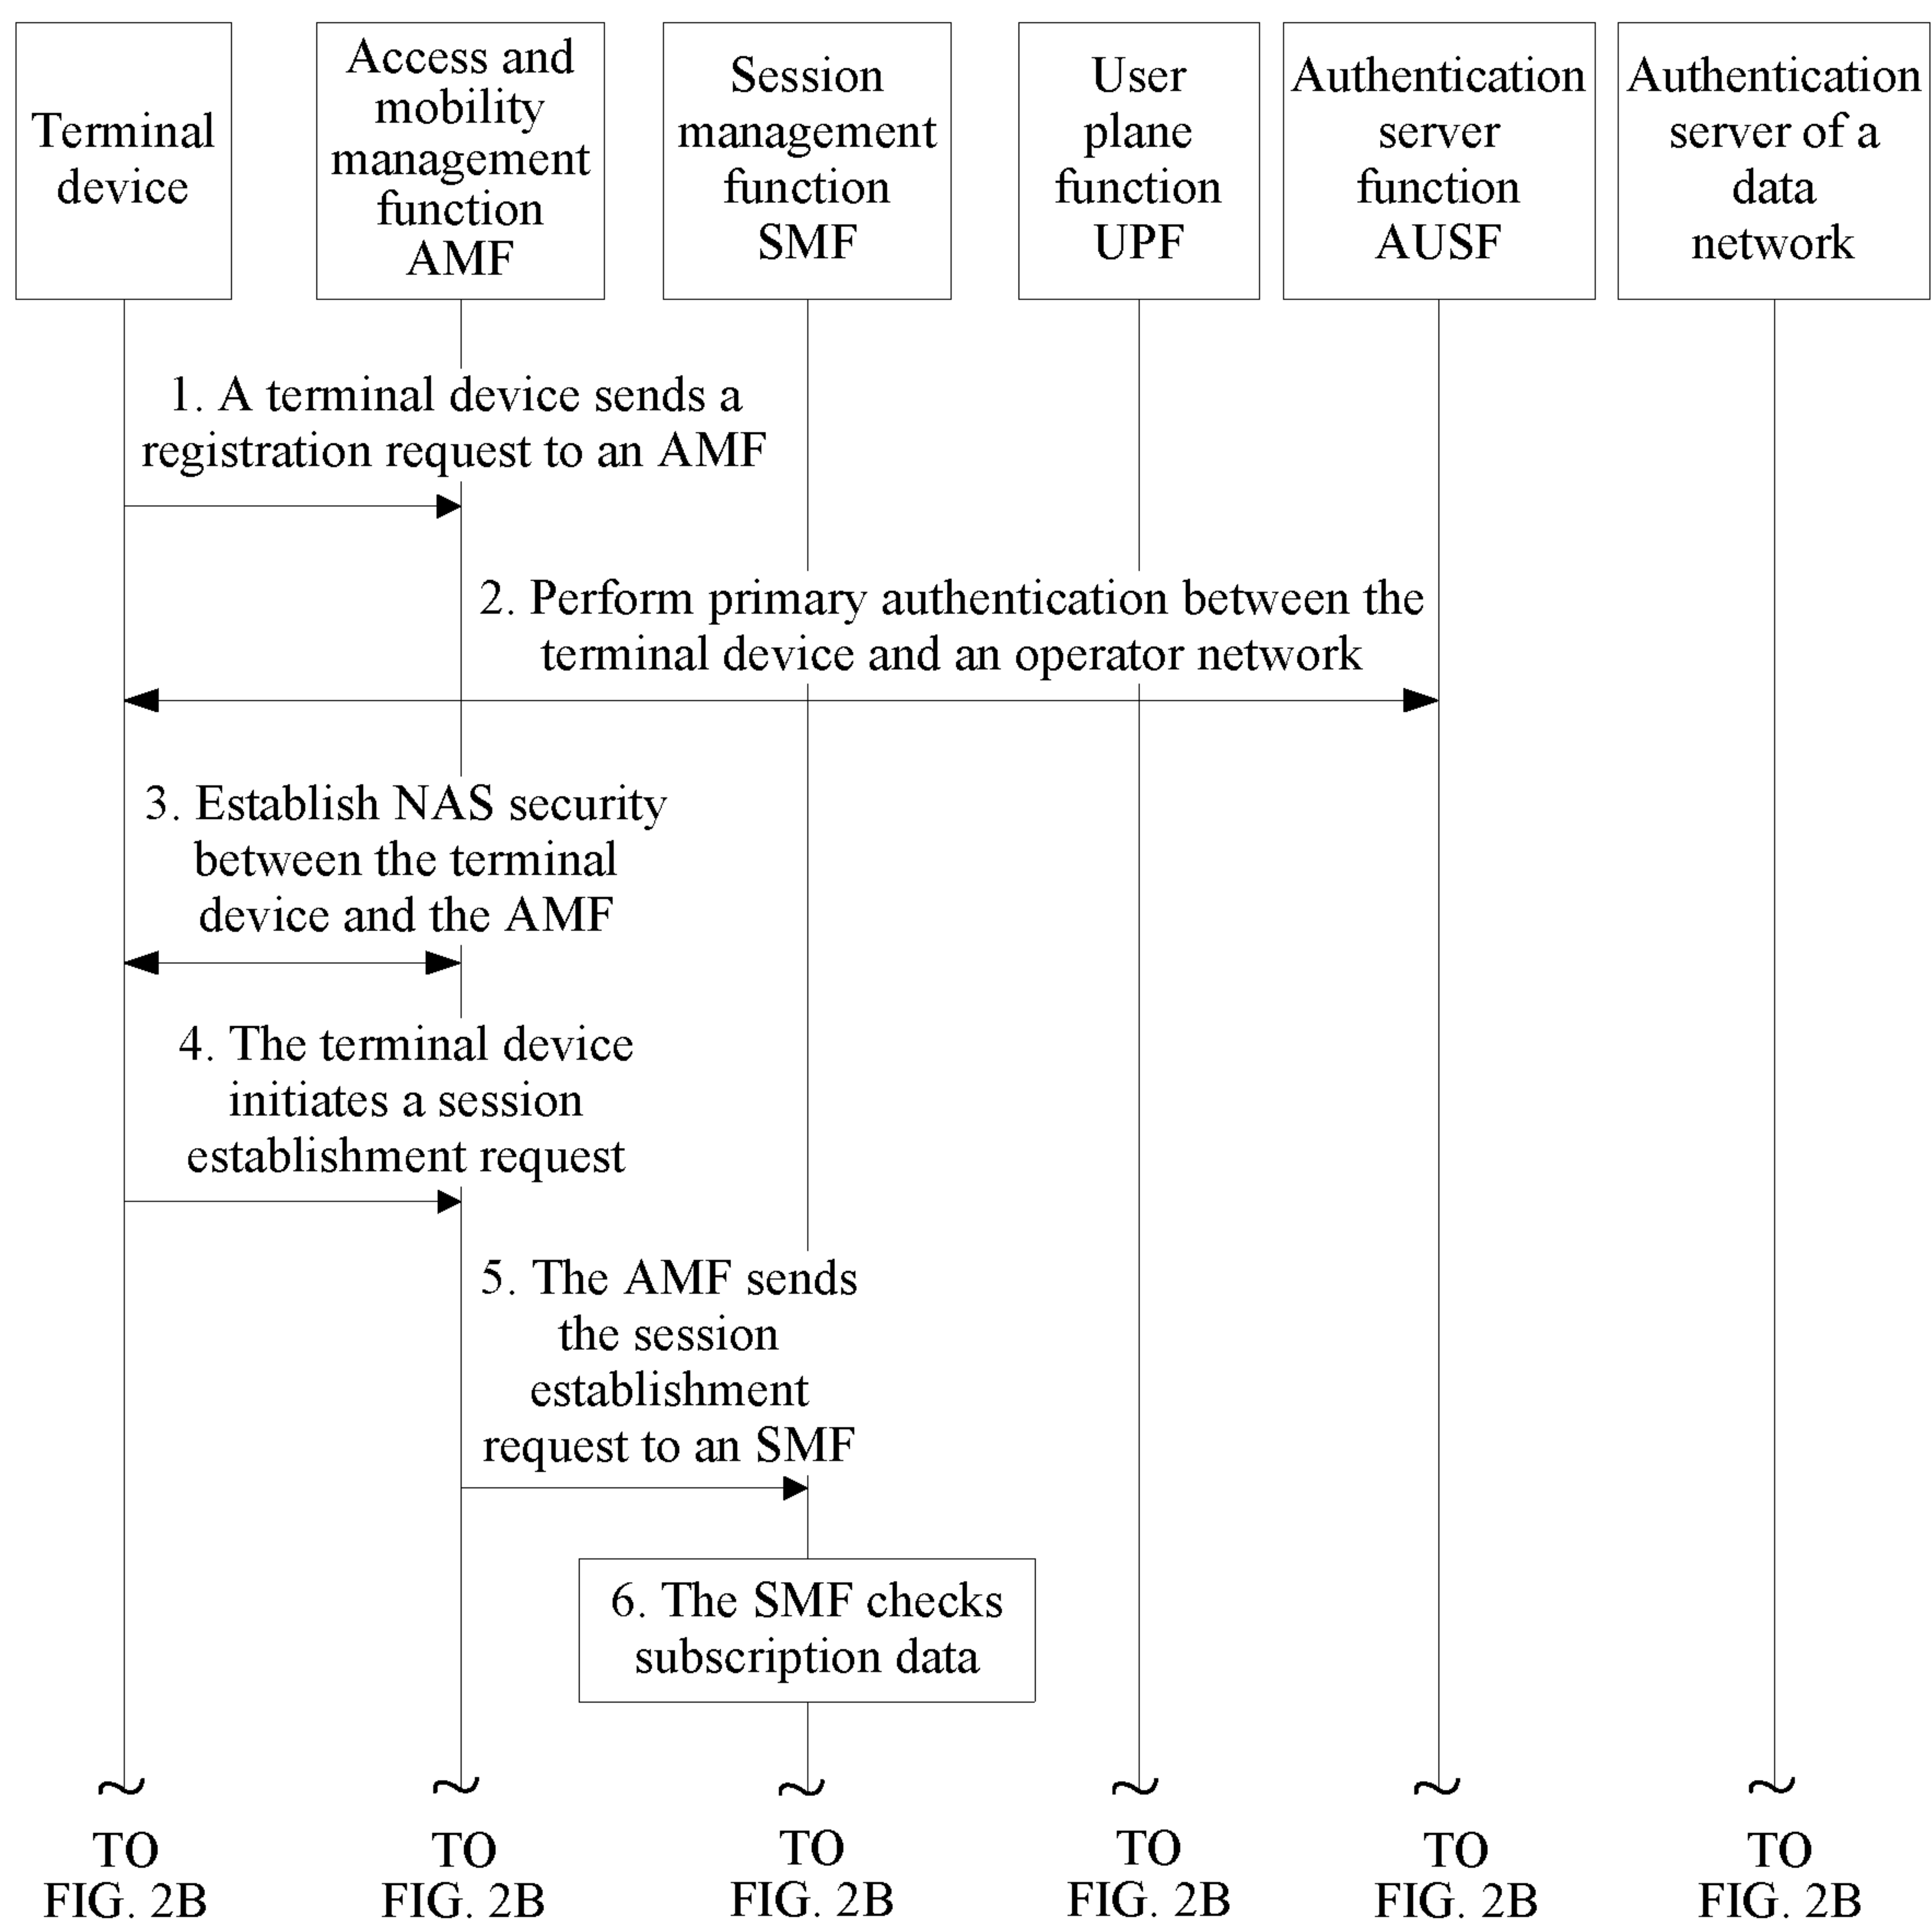 Terminal
device
Access and
mobility
management
function
AMF
Session
management
function
SMF
User
plane
function
UPF
Authentication
server
function
AUSF
Authentication
server of a
data
network
1. A terminal device sends a
registration request to an AMF
2. Perform primary authentication between the
terminal device and an operator network
3. Establish NAS security
between the terminal
device and the AMF
4. The terminal device
initiates a session
establishment request
5. The AMF sends
the session
establishment
request to an SMF
6. The SMF checks
subscription data
TO
FIG. 2B
TO
FIG. 2B
TO
FIG. 2B
TO
FIG. 2B
TO
FIG. 2B
TO
FIG. 2B